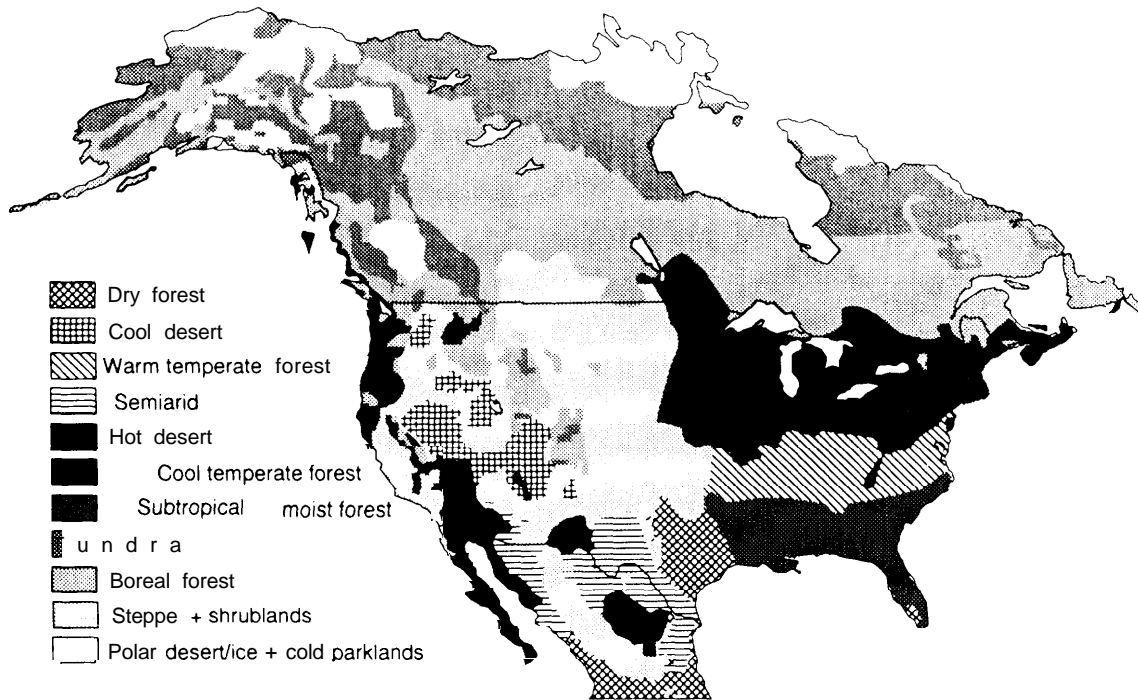 Dry forest
Cool desert
Warm temperate forest
Semiarid
Hot desert
Cool temperate forest
Subtropical moist forest
u n d r a
Boreal forest
Steppe + shrublands
Polar desert/ice + cold parklands